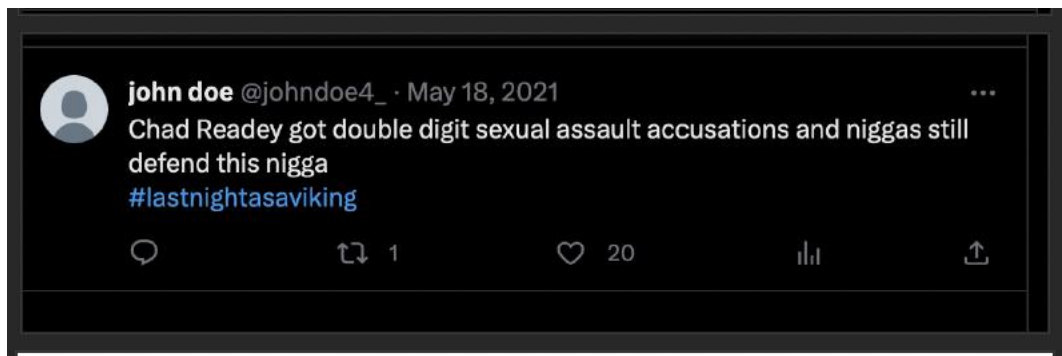 john doe @johndoe4_ · May 18, 2021
Chad Readey got double digit sexual assault accusations and niggas still
defend this nigga
#lastnightasaviking
1 20